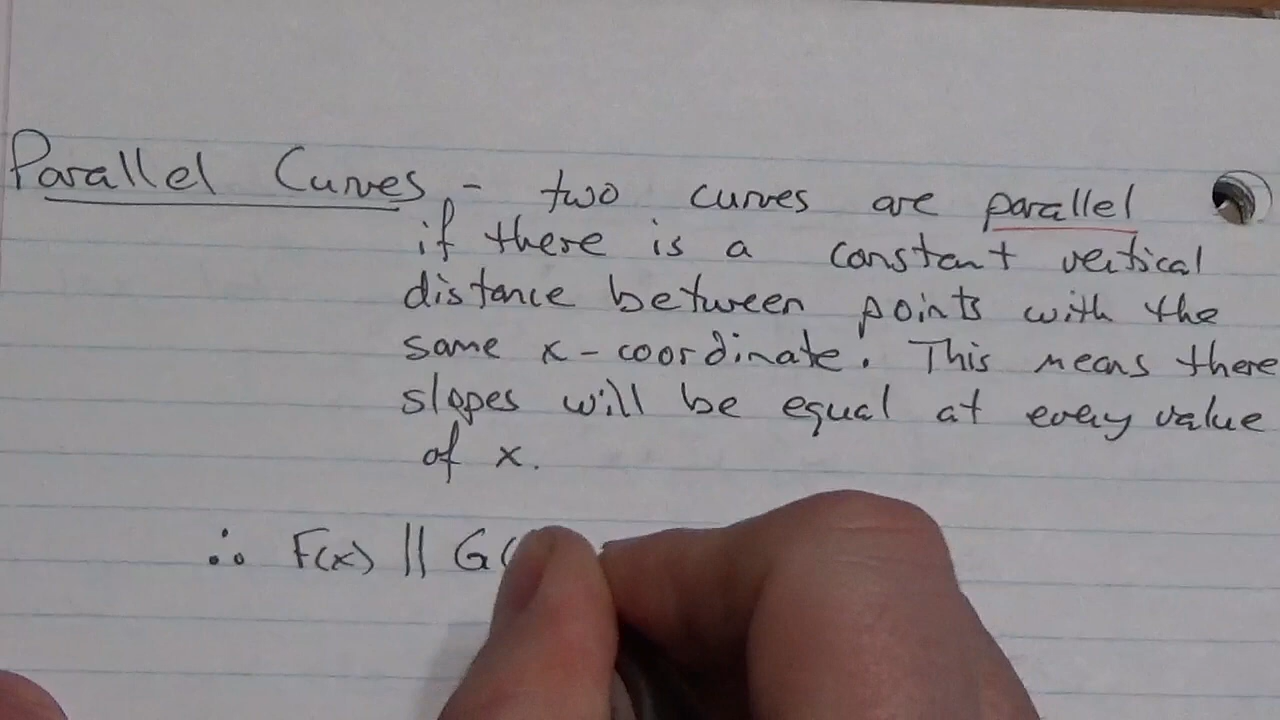 Parallel Curves - two curves are parallel
if there is a constant vertical
distance between points with the
same x-coordinate. This means there
slopes will be equal at every value
of x.
∴ F(x) || G(